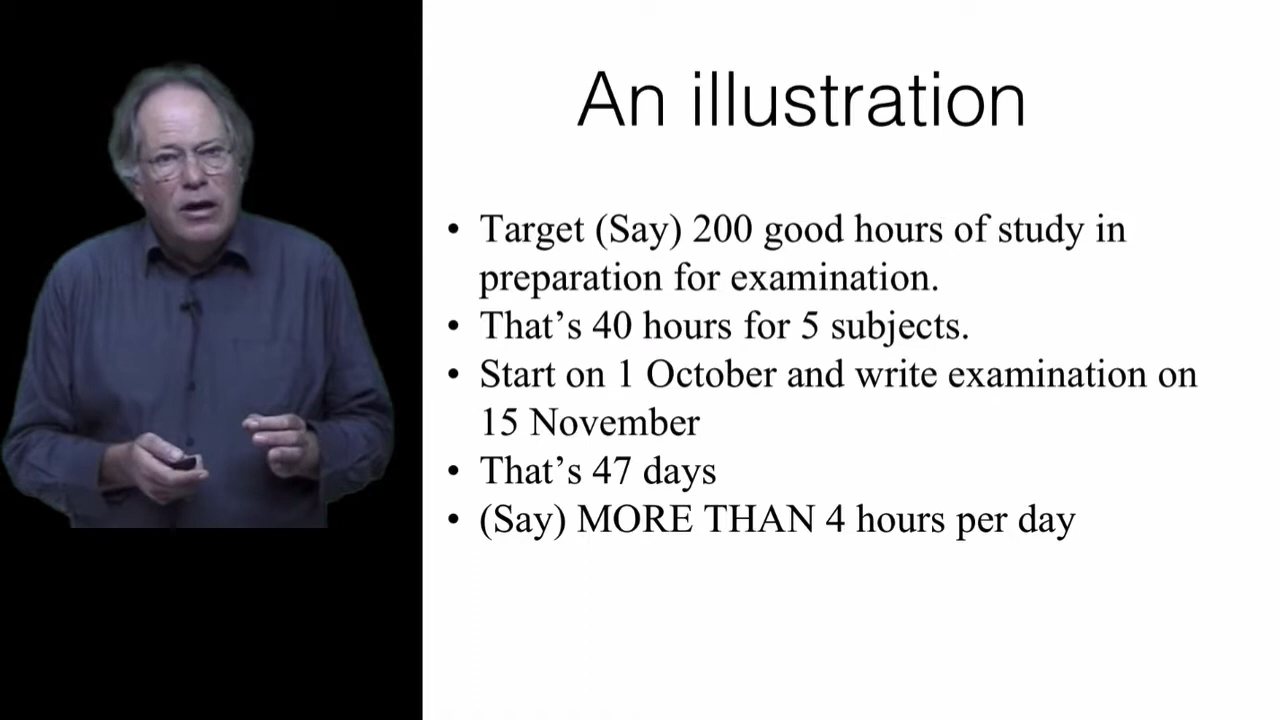 An illustration
• Target (Say) 200 good hours of study in
preparation for examination.
• That’s 40 hours for 5 subjects.
• Start on 1 October and write examination on
15 November
• That’s 47 days
• (Say) MORE THAN 4 hours per day